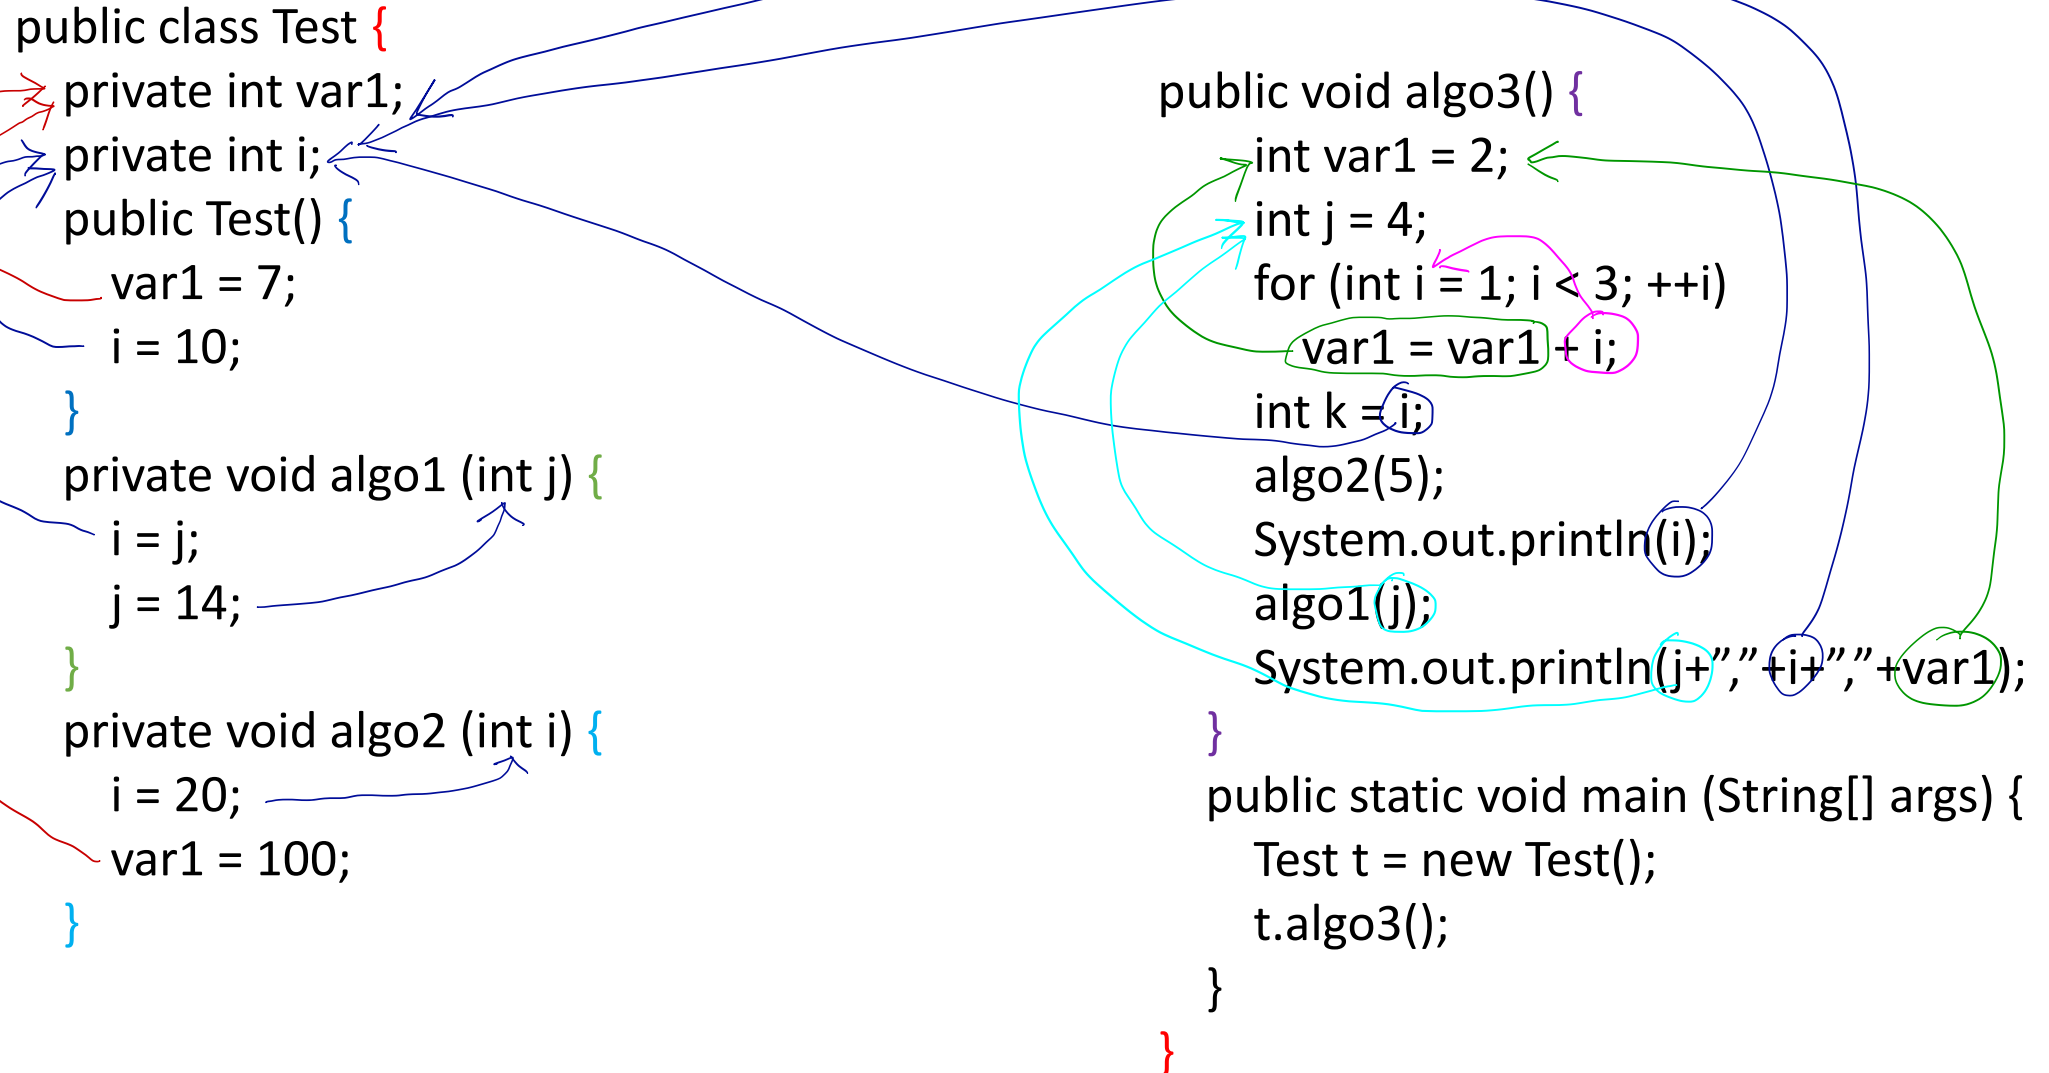 public class Test {
private int var1;
private int i;
public Test() {
var1 = 7;
i = 10;
}
private void algo1 (int j) {
i = j;
j = 14;
}
private void algo2 (int i) {
i = 20;
var1 = 100;
}
public void algo3() {
int var1 = 2;
int j = 4;
for (int i = 1; i < 3; ++i)
var1 = var1 + i;
int k = i;
algo2(5);
System.out.println(i);
algo1(j);
System.out.println(j+”,”+i+”,”+var1);
}
public static void main (String[] args) {
Test t = new Test();
t.algo3();
}
}